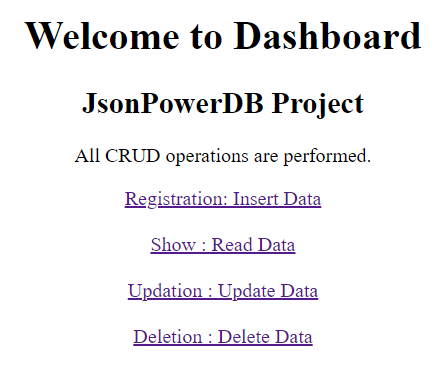 Welcome to Dashboard
JsonPowerDB Project
All CRUD operations are performed.
Registration: Insert Data
Show : Read Data
Updation : Update Data
Deletion : Delete Data